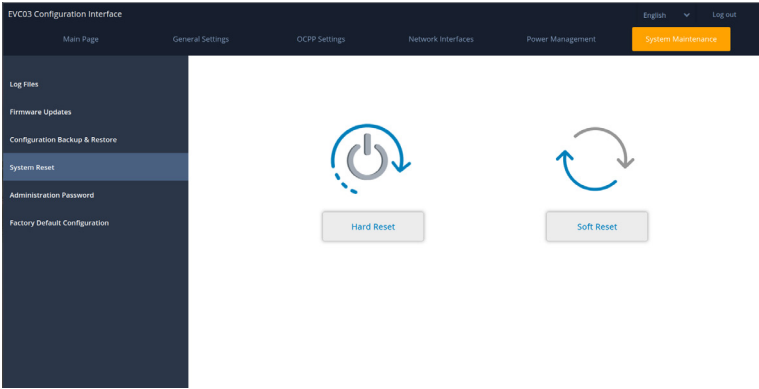 EVC03 Configuration Interface
English
Log out
Main Page
General Settings
OCPP Settings
Network Interfaces
Power Management
System Maintenance
Log Files
Firmware Updates
Configuration Backup & Restore
System Reset
Administration Password
Factory Default Configuration
Hard Reset
Soft Reset